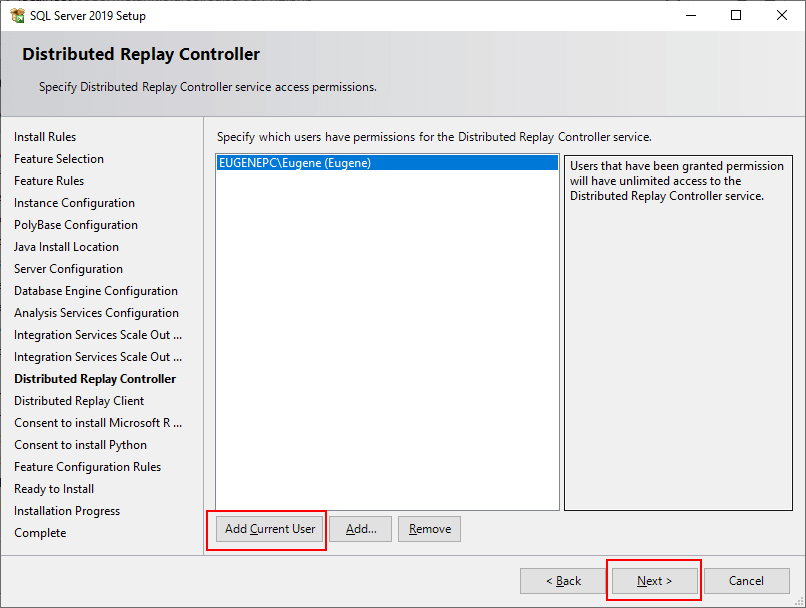 SQL Server 2019 Setup
Distributed Replay Controller
Specify Distributed Replay Controller service access permissions.
Install Rules
Feature Selection
Feature Rules
Instance Configuration
PolyBase Configuration
Java Install Location
Server Configuration
Database Engine Configuration
Analysis Services Configuration
Integration Services Scale Out ...
Integration Services Scale Out ...
Distributed Replay Controller
Distributed Replay Client
Consent to install Microsoft R ...
Consent to install Python
Feature Configuration Rules
Ready to Install
Installation Progress
Complete
Specify which users have permissions for the Distributed Replay Controller service.
EUGENEPC\Eugene (Eugene)
Users that have been granted permission
will have unlimited access to the
Distributed Replay Controller service.
Add Current User
Add...
Remove
< Back
Next >
Cancel